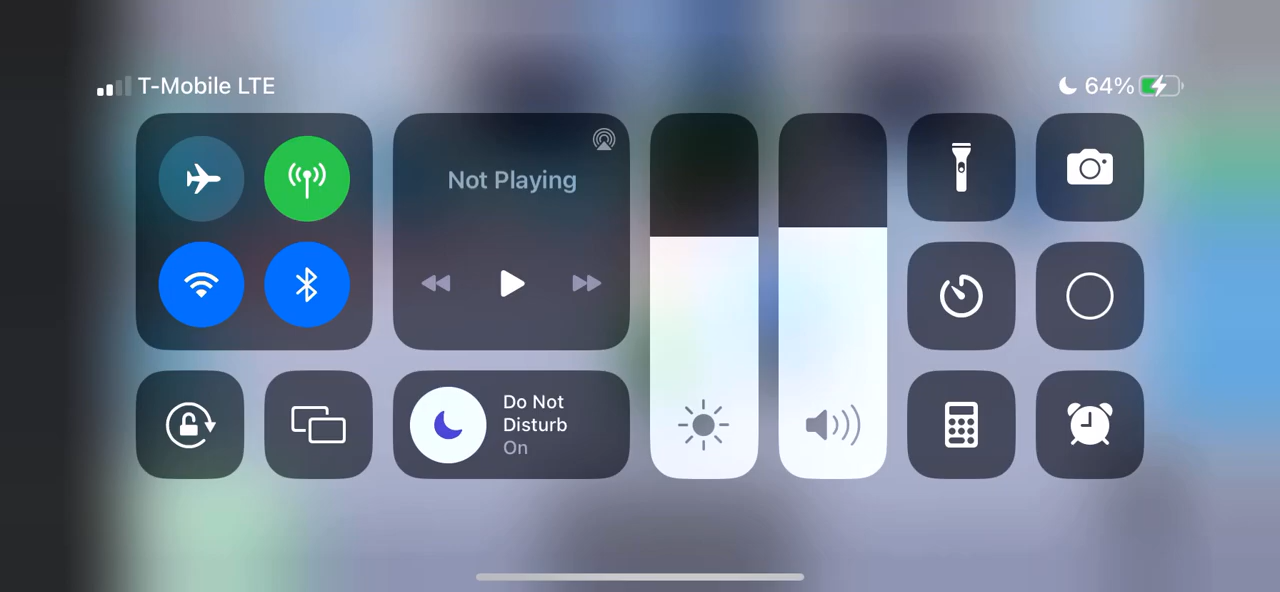 T-Mobile LTE
64%
Not Playing
Do Not
Disturb
On